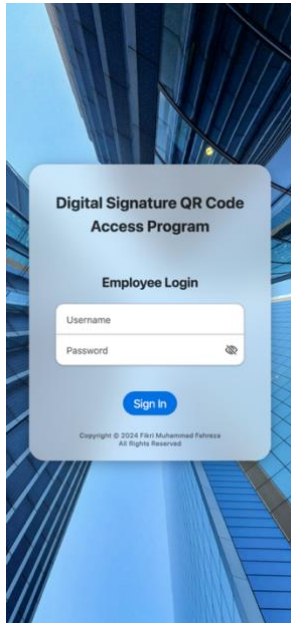 Digital Signature QR Code
Access Program
Employee Login
Username
Password
Sign In
Copyright © 2024 Fikri Muhammad Fahreza
All Rights Reserved